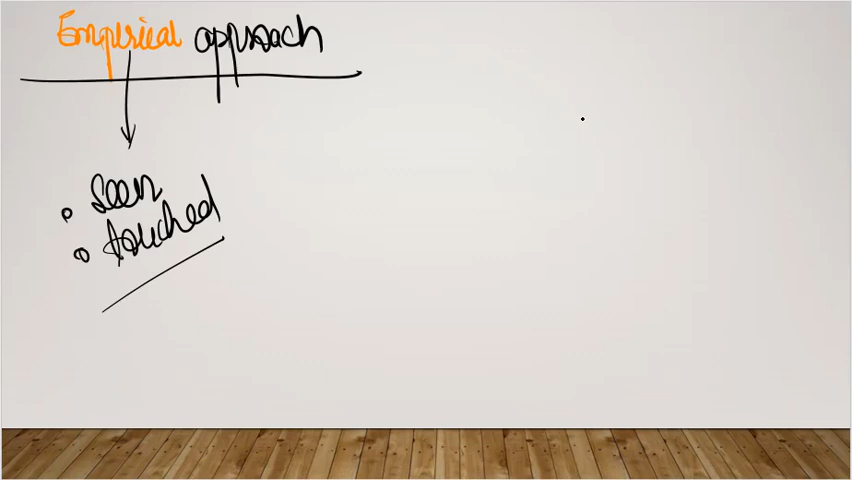 Empirical approach
• Seen
• touched